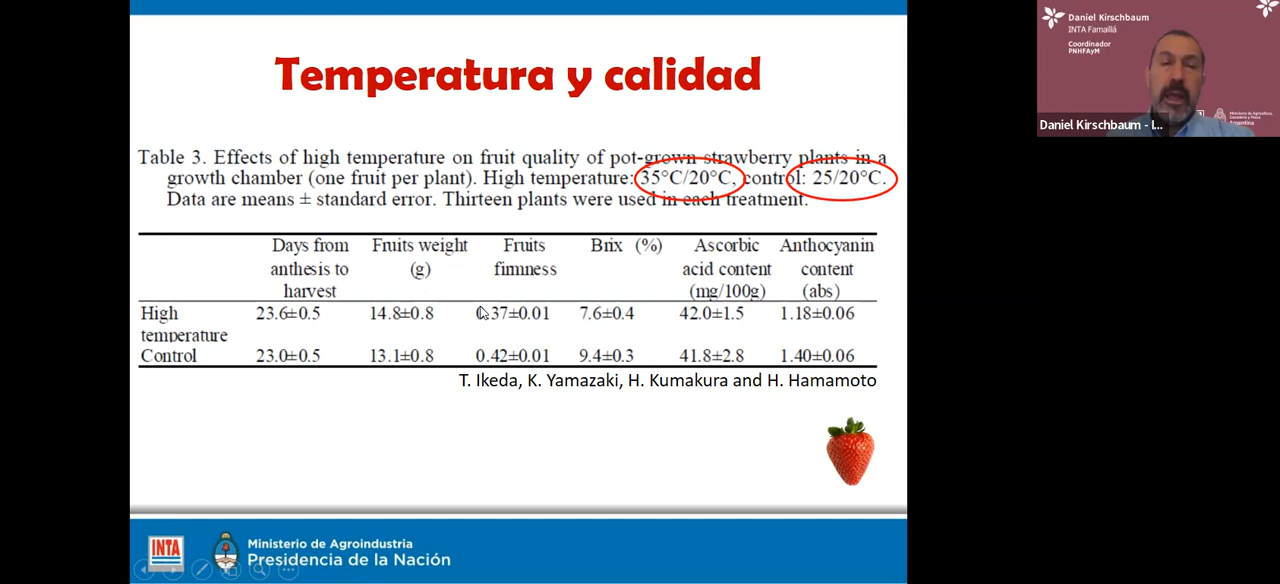 Temperatura y calidad
Table 3. Effects of high temperature on fruit quality of pot-grown strawberry plants in a
growth chamber (one fruit per plant). High temperature: 35°C/20°C, control: 25/20°C.
Data are means ± standard error. Thirteen plants were used in each treatment.
Days from anthesis to harvest Fruits weight (g) Fruits firmness Brix (%) Ascorbic acid content (mg/100g) Anthocyanin content (abs)
High temperature 23.6±0.5 14.8±0.8 0.37±0.01 7.6±0.4 42.0±1.5 1.18±0.06
Control 23.0±0.5 13.1±0.8 0.42±0.01 9.4±0.3 41.8±2.8 1.40±0.06
T. Ikeda, K. Yamazaki, H. Kumakura and H. Hamamoto
INTA
Ministerio de Agroindustria
Presidencia de la Nación
Daniel Kirschbaum
INTA Famaillá
Coordinador
PNHFAyM
Ministerio de Agricultura,
Ganadería y Pesca
Argentina
Daniel Kirschbaum - I...